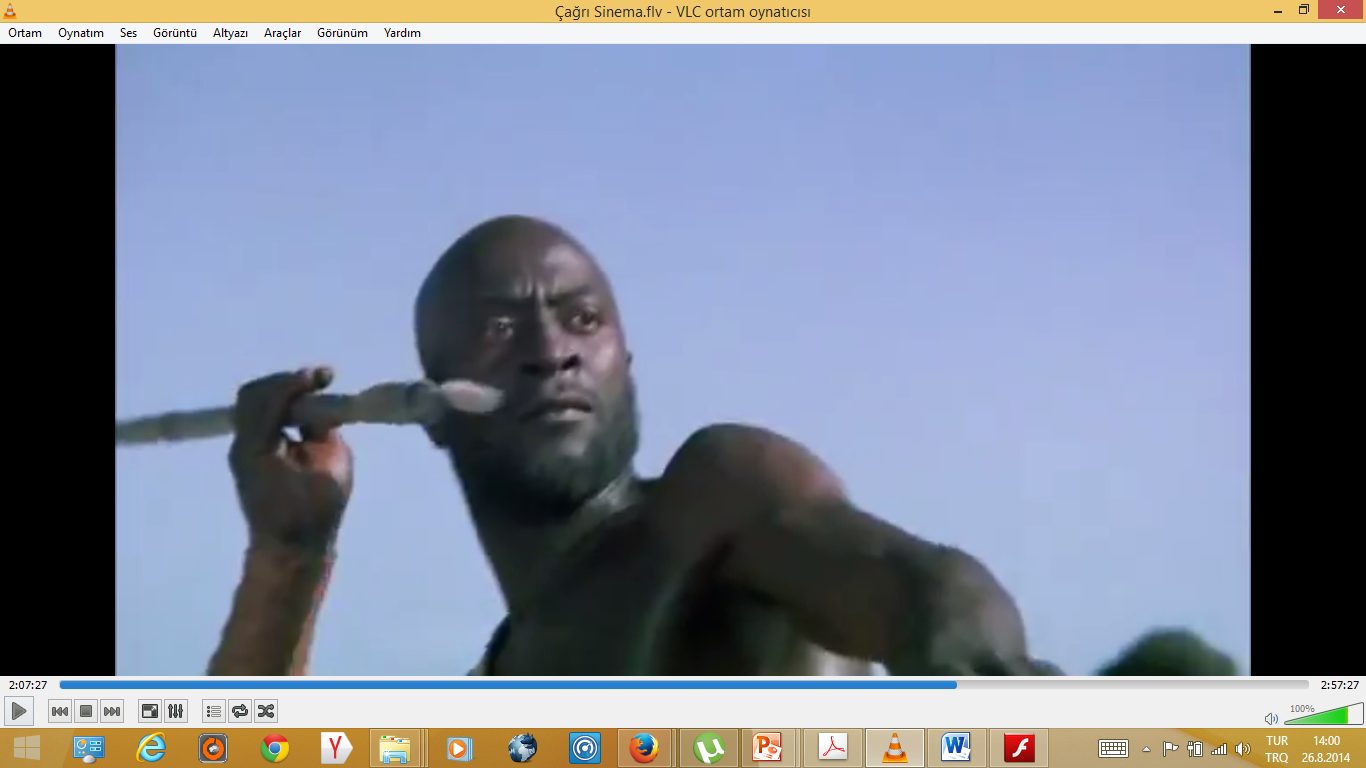 Çağrı Sinema.flv - VLC ortam oynatıcısı
Ortam Oynatım Ses Görüntü Altyazı Araçlar Görünüm Yardım
2:07:27 2:57:27
100%
TUR 14:00
TRQ 26.8.2014